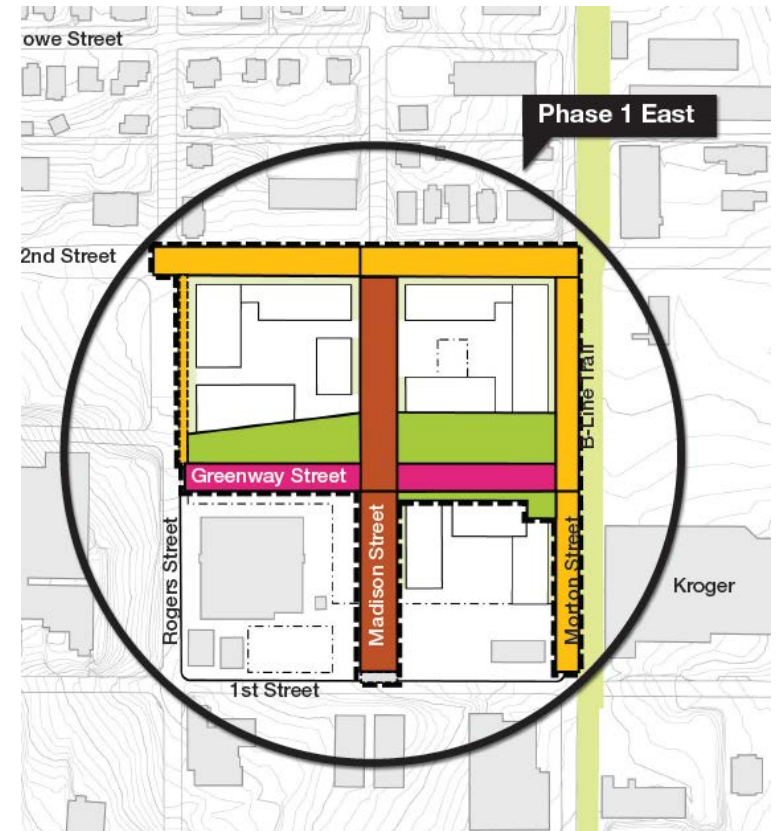 owe Street
Phase 1 East
2nd Street
B-Line Trail
Greenway Street
Rogers Street
Madison Street
Morton Street
Kroger
1st Street